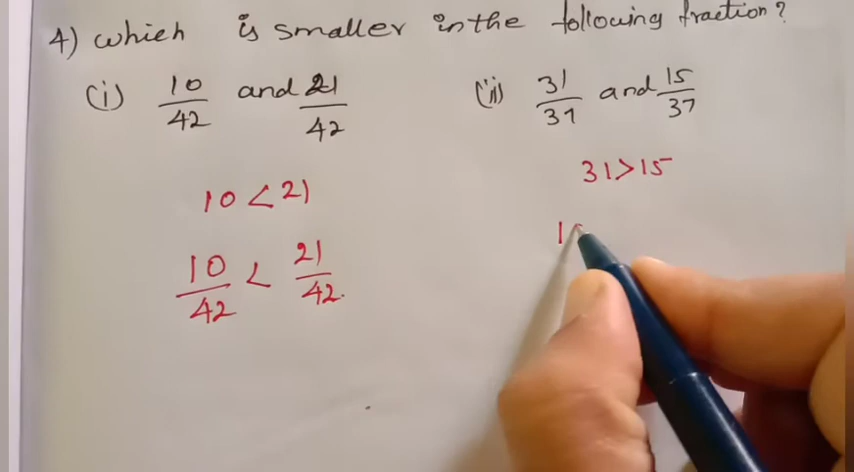 4) which is smaller in the following fraction?
(i) 10/42 and 21/42 (ii) 31/37 and 15/37
10 < 21 31 > 15
10/42 < 21/42.